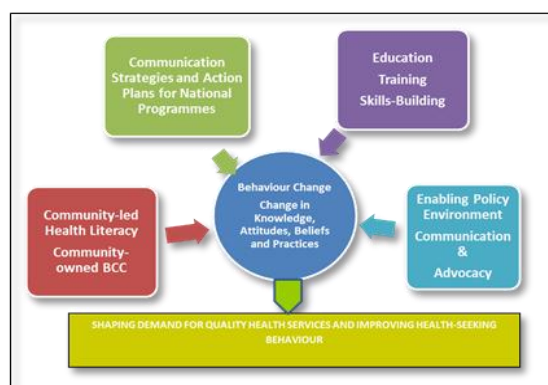 Communication
Strategies and Action
Plans for National
Programmes
Education
Training
Skills-Building
Behaviour Change
Change in
Knowledge,
Attitudes, Beliefs
and Practices
Community-led
Health Literacy
Community-
owned BCC
Enabling Policy
Environment
Communication
&
Advocacy
SHAPING DEMAND FOR QUALITY HEALTH SERVICES AND IMPROVING HEALTH-SEEKING
BEHAVIOUR